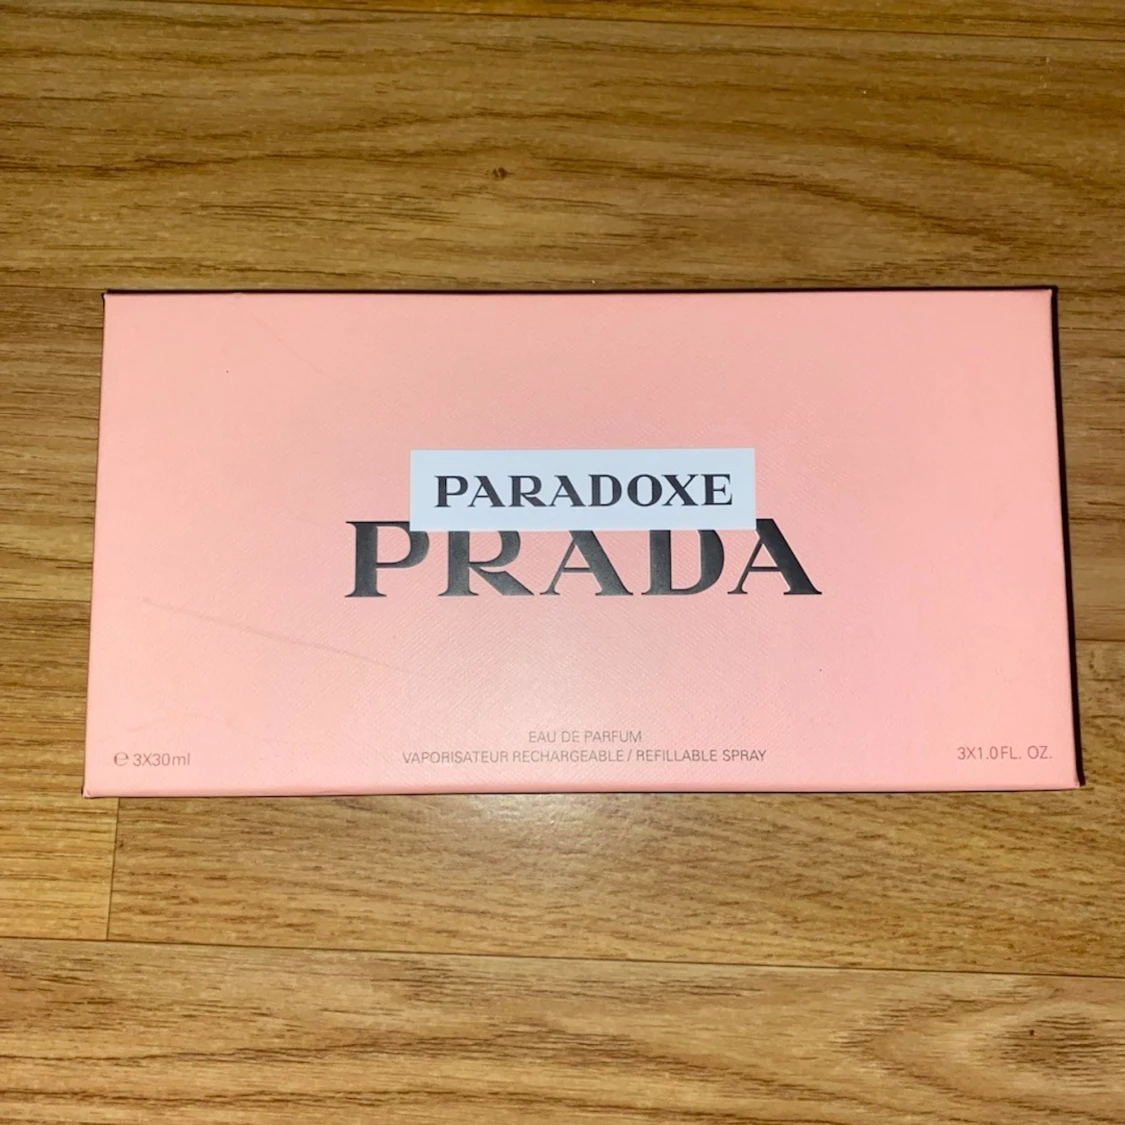 PARADOXE
PRADA
EAU DE PARFUM
VAPORISATEUR RECHARGEABLE / REFILLABLE SPRAY
℮ 3X30ml
3X1.0FL. OZ.